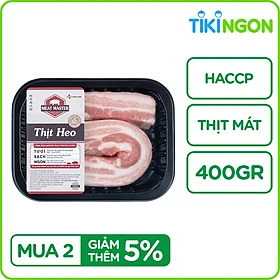 TIKINGON
HACCP
MEAT MASTER
Thịt Heo
TƯƠI
SẠCH
NGON
THỊT MÁT
400GR
MUA 2
GIẢM
THÊM
5%